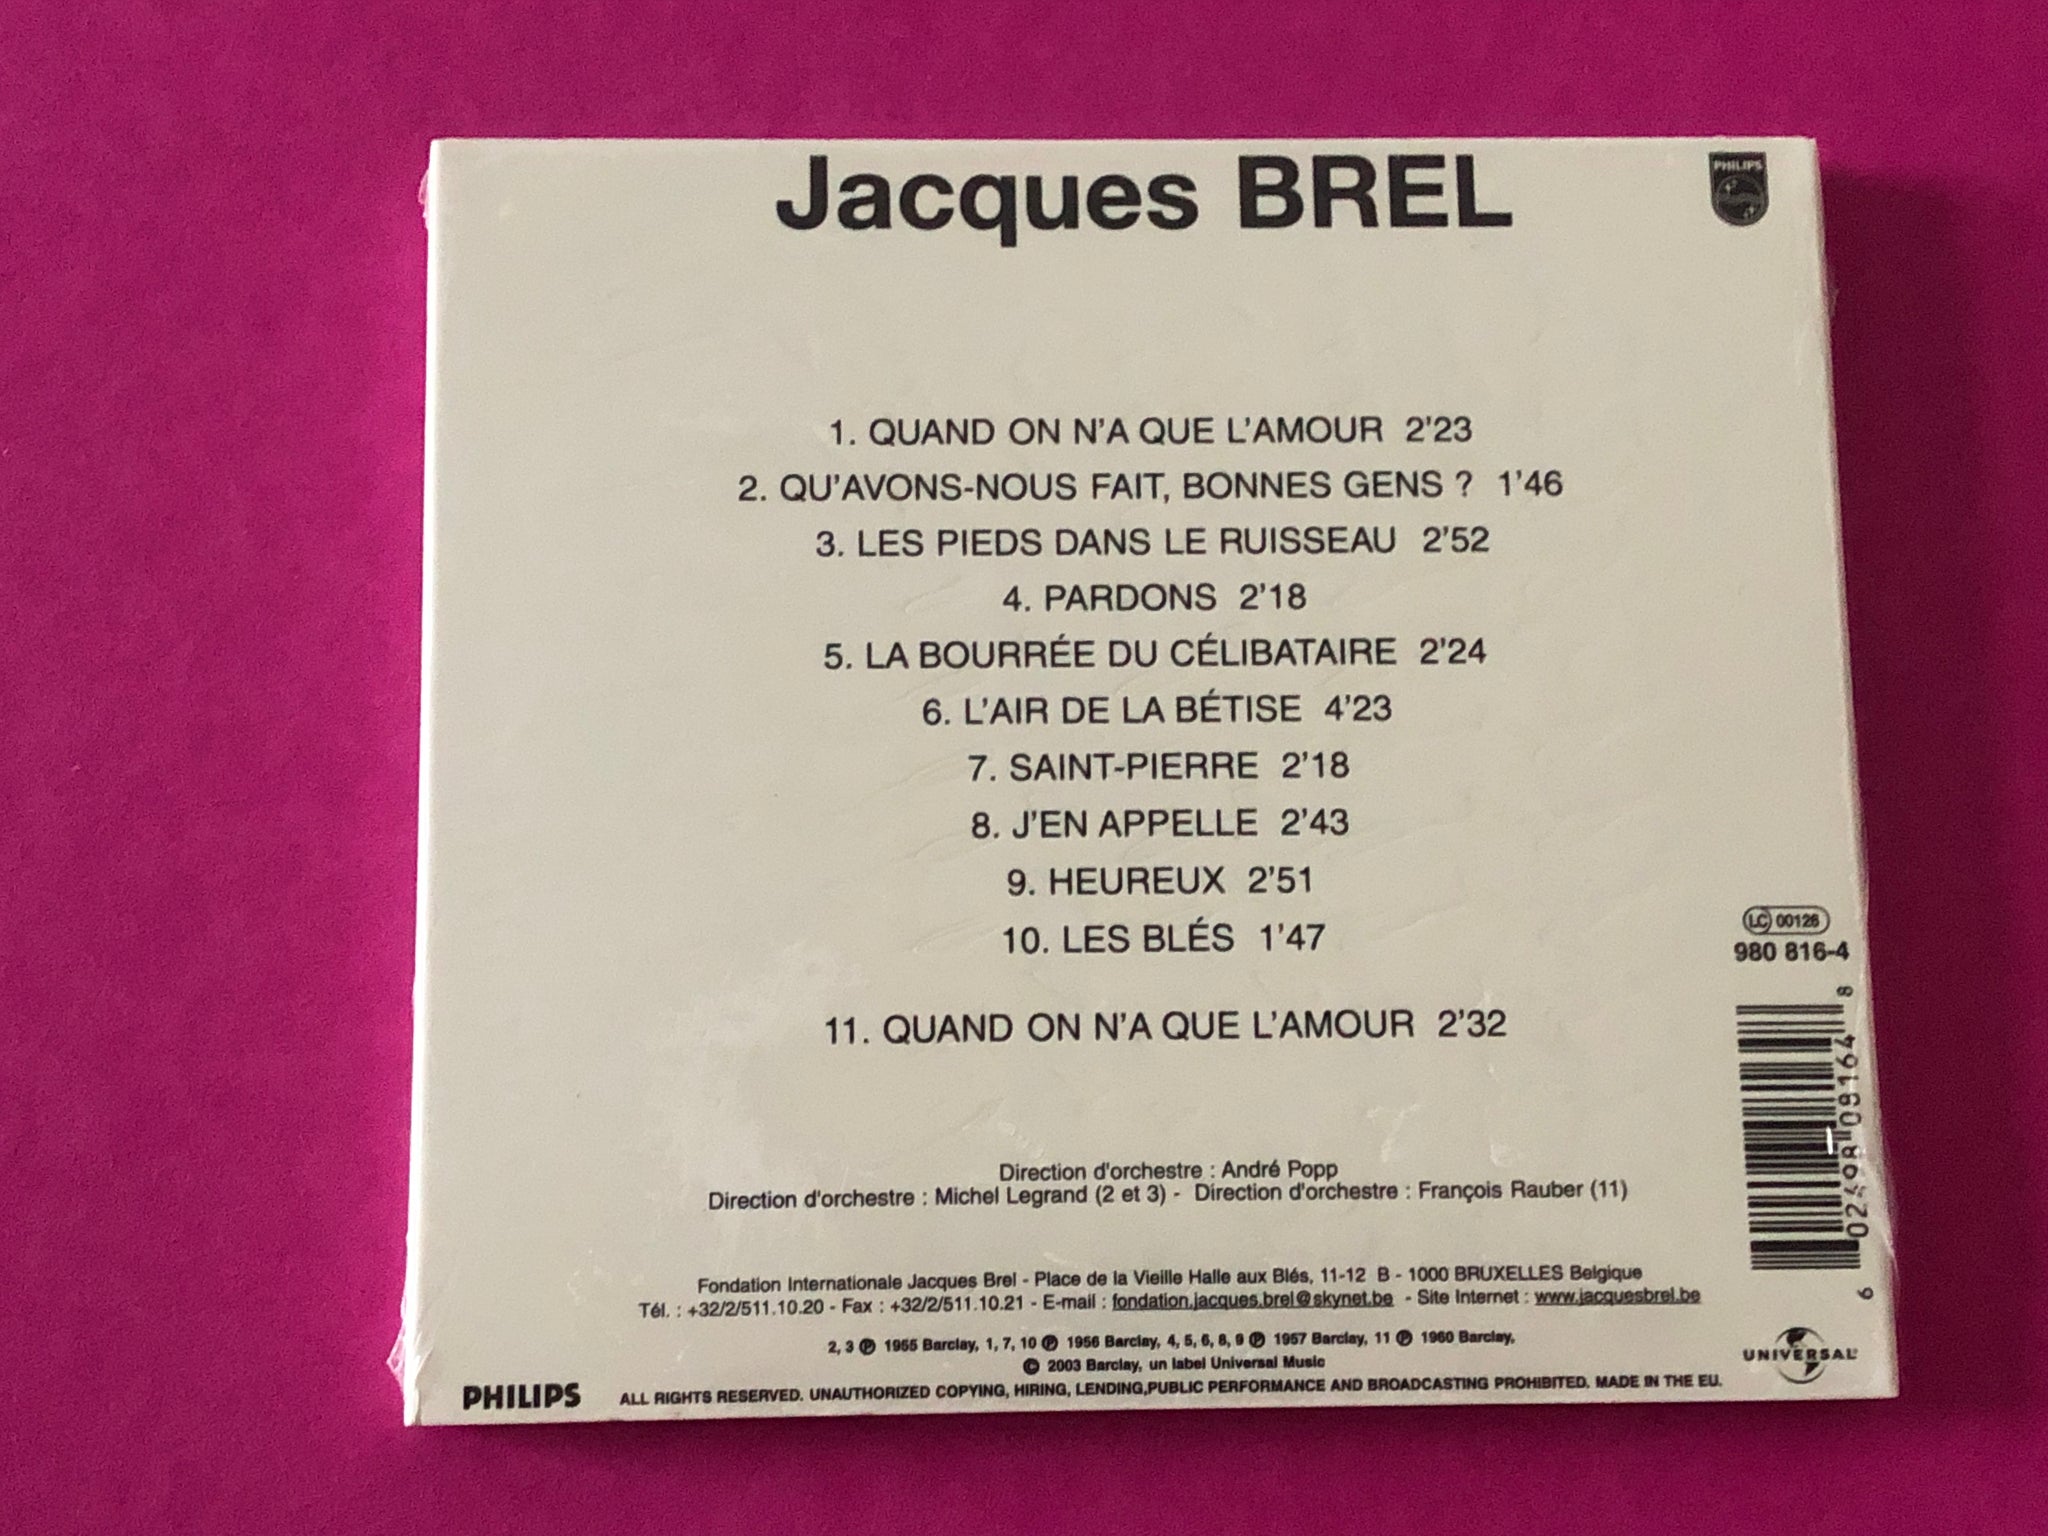 Jacques BREL
PHILIPS
1. QUAND ON N'A QUE L'AMOUR 2'23
2. QU'AVONS-NOUS FAIT, BONNES GENS ? 1'46
3. LES PIEDS DANS LE RUISSEAU 2'52
4. PARDONS 2'18
5. LA BOURRÉE DU CÉLIBATAIRE 2'24
6. L'AIR DE LA BÉTISE 4'23
7. SAINT-PIERRE 2'18
8. J'EN APPELLE 2'43
9. HEUREUX 2'51
10. LES BLÉS 1'47
11. QUAND ON N'A QUE L'AMOUR 2'32
LC 00126
980 816-4
6 02498 08164 8
Direction d'orchestre : André Popp
Direction d'orchestre : Michel Legrand (2 et 3) - Direction d'orchestre : François Rauber (11)
Fondation Internationale Jacques Brel - Place de la Vieille Halle aux Blés, 11-12 B - 1000 BRUXELLES Belgique
Tél. : +32/2/511.10.20 - Fax : +32/2/511.10.21 - E-mail : fondation.jacques.brel@skynet.be - Site Internet : www.jacquesbrel.be
2, 3 ℗ 1955 Barclay, 1, 7, 10 ℗ 1956 Barclay, 4, 5, 6, 8, 9 ℗ 1957 Barclay, 11 ℗ 1960 Barclay,
© 2003 Barclay, un label Universal Music
UNIVERSAL
PHILIPS
ALL RIGHTS RESERVED. UNAUTHORIZED COPYING, HIRING, LENDING,PUBLIC PERFORMANCE AND BROADCASTING PROHIBITED. MADE IN THE EU.